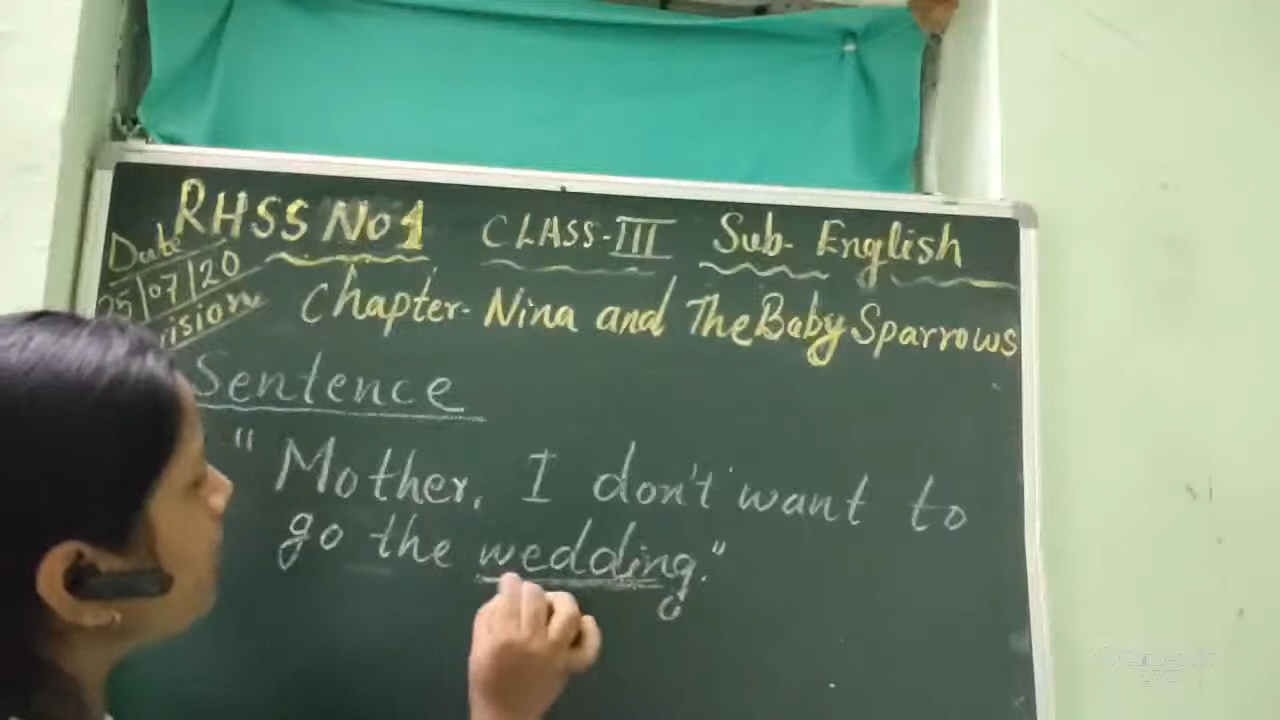 RHSS No 1 CLASS-III Sub- English
Date
25/07/20
Chapter- Nina and The Baby Sparrows
Sentence
"Mother, I don't want to
go the wedding."